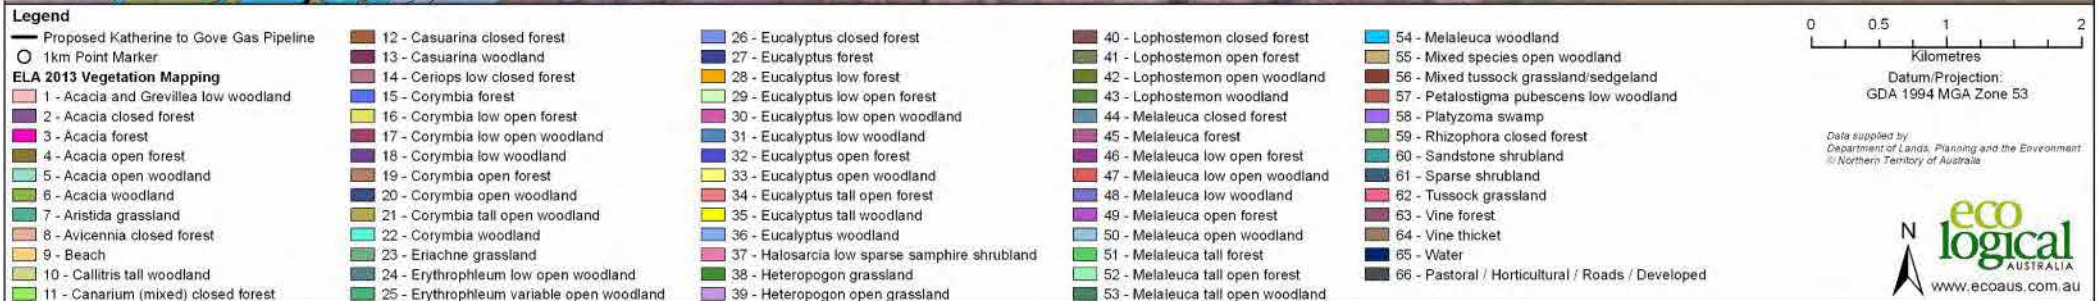 Legend
Proposed Katherine to Gove Gas Pipeline
1km Point Marker
ELA 2013 Vegetation Mapping
1 - Acacia and Grevillea low woodland
2 - Acacia closed forest
3 - Acacia forest
4 - Acacia open forest
5 - Acacia open woodland
6 - Acacia woodland
7 - Aristida grassland
8 - Avicennia closed forest
9 - Beach
10 - Callitris tall woodland
11 - Canarium (mixed) closed forest
12 - Casuarina closed forest
13 - Casuarina woodland
14 - Ceriops low closed forest
15 - Corymbia forest
16 - Corymbia low open forest
17 - Corymbia low open woodland
18 - Corymbia low woodland
19 - Corymbia open forest
20 - Corymbia open woodland
21 - Corymbia tall open woodland
22 - Corymbia woodland
23 - Eriachne grassland
24 - Erythrophleum low open woodland
25 - Erythrophleum variable open woodland
26 - Eucalyptus closed forest
27 - Eucalyptus forest
28 - Eucalyptus low forest
29 - Eucalyptus low open forest
30 - Eucalyptus low open woodland
31 - Eucalyptus low woodland
32 - Eucalyptus open forest
33 - Eucalyptus open woodland
34 - Eucalyptus tall open forest
35 - Eucalyptus tall woodland
36 - Eucalyptus woodland
37 - Halosarcia low sparse samphire shrubland
38 - Heteropogon grassland
39 - Heteropogon open grassland
40 - Lophostemon closed forest
41 - Lophostemon open forest
42 - Lophostemon open woodland
43 - Lophostemon woodland
44 - Melaleuca closed forest
45 - Melaleuca forest
46 - Melaleuca low open forest
47 - Melaleuca low open woodland
48 - Melaleuca low woodland
49 - Melaleuca open forest
50 - Melaleuca open woodland
51 - Melaleuca tall forest
52 - Melaleuca tall open forest
53 - Melaleuca tall open woodland
54 - Melaleuca woodland
55 - Mixed species open woodland
56 - Mixed tussock grassland/sedgeland
57 - Petalostigma pubescens low woodland
58 - Platyzoma swamp
59 - Rhizophora closed forest
60 - Sandstone shrubland
61 - Sparse shrubland
62 - Tussock grassland
63 - Vine forest
64 - Vine thicket
65 - Water
66 - Pastoral / Horticultural / Roads / Developed
0 0.5 1 2
Kilometres
Datum/Projection:
GDA 1994 MGA Zone 53
Data supplied by
Department of Lands, Planning and the Environment
© Northern Territory of Australia
N
eco
logical
AUSTRALIA
www.ecoaus.com.au